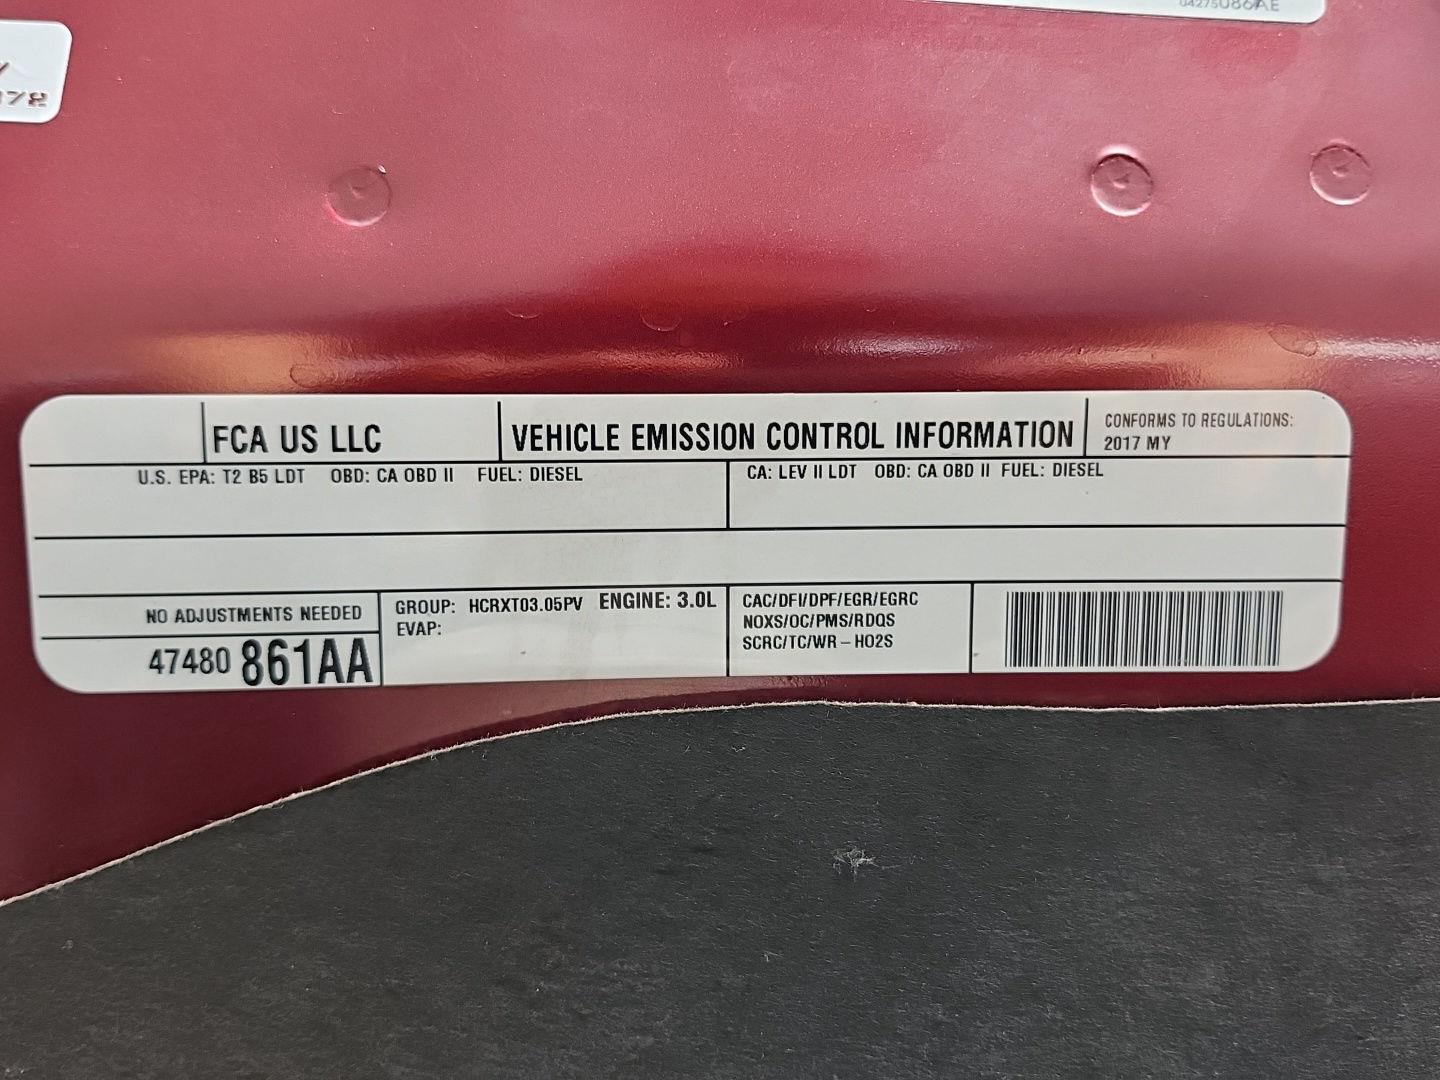 04275086AE
FCA US LLC
VEHICLE EMISSION CONTROL INFORMATION
CONFORMS TO REGULATIONS:
2017 MY
U.S. EPA: T2 B5 LDT OBD: CA OBD II FUEL: DIESEL
CA: LEV II LDT OBD: CA OBD II FUEL: DIESEL
NO ADJUSTMENTS NEEDED
47480 861AA
GROUP: HCRXT03.05PV ENGINE: 3.0L
EVAP:
CAC/DFI/DPF/EGR/EGRC
NOXS/OC/PMS/RDQS
SCRC/TC/WR – HO2S